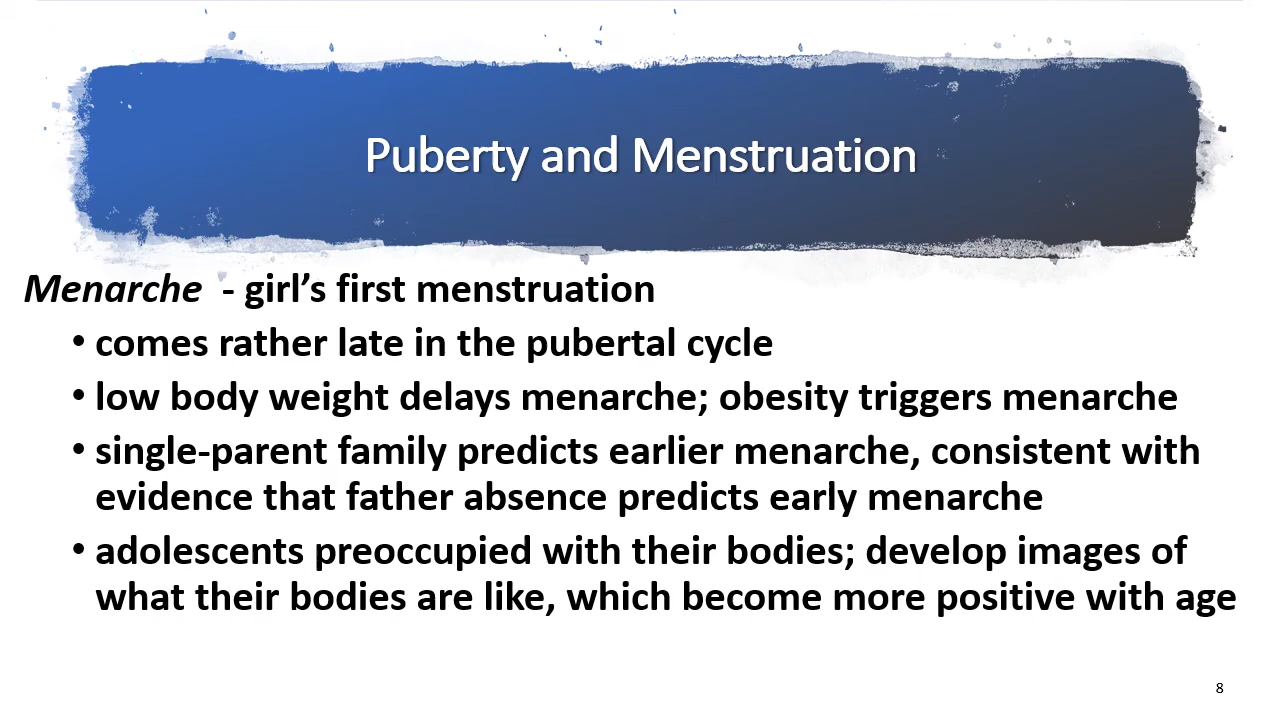 Puberty and Menstruation
Menarche - girl’s first menstruation
• comes rather late in the pubertal cycle
• low body weight delays menarche; obesity triggers menarche
• single-parent family predicts earlier menarche, consistent with
evidence that father absence predicts early menarche
• adolescents preoccupied with their bodies; develop images of
what their bodies are like, which become more positive with age
8